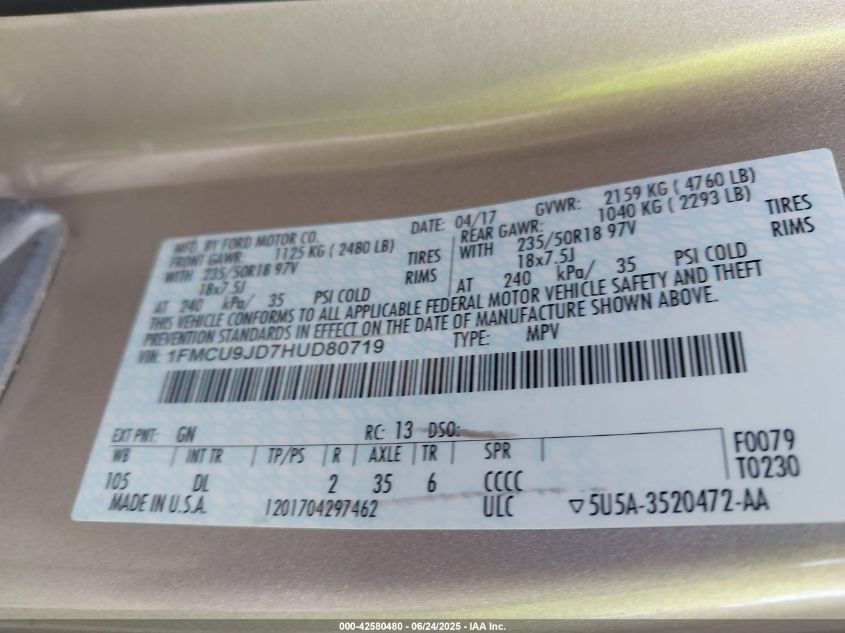 MFD. BY FORD MOTOR CO. DATE: 04/17 GVWR: 2159 KG ( 4760 LB)
FRONT GAWR: 1125 KG ( 2480 LB) REAR GAWR: 1040 KG ( 2293 LB)
WITH 235/50R18 97V TIRES WITH 235/50R18 97V TIRES
18x7.5J RIMS 18x7.5J RIMS
AT 240 kPa/ 35 PSI COLD AT 240 kPa/ 35 PSI COLD
THIS VEHICLE CONFORMS TO ALL APPLICABLE FEDERAL MOTOR VEHICLE SAFETY AND THEFT
PREVENTION STANDARDS IN EFFECT ON THE DATE OF MANUFACTURE SHOWN ABOVE.
VIN: 1FMCU9JD7HUD80719 TYPE: MPV
EXT PNT: GN RC: 13 DSO: F0079
WB INT TR TP/PS R AXLE TR SPR T0230
105 DL 2 35 6 CCCC
MADE IN U.S.A. 1201704297462 ULC ▽5U5A-3520472-AA
000-42580480 - 06/24/2025 - IAA Inc.